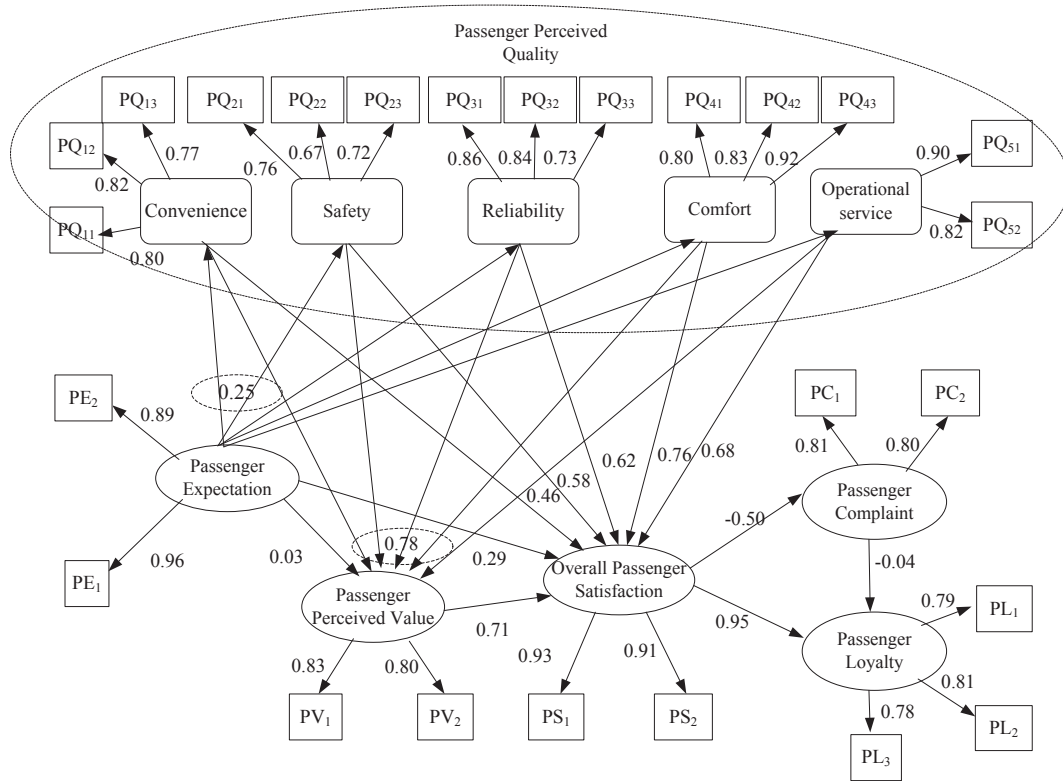 Passenger Perceived
Quality
PQ13
PQ21
PQ22
PQ23
PQ31
PQ32
PQ33
PQ41
PQ42
PQ43
PQ12
PQ51
0.77
0.76
0.67
0.72
0.86
0.84
0.73
0.80
0.83
0.92
0.90
0.82
Convenience
Safety
Reliability
Comfort
Operational
service
PQ11
0.80
0.82
PQ52
0.25
PE2
0.89
PC1
PC2
0.81
0.80
Passenger
Expectation
0.46
0.58
0.62
0.76
0.68
Passenger
Complaint
-0.50
PE1
0.96
0.03
0.78
0.29
Overall Passenger
Satisfaction
-0.04
Passenger
Perceived Value
0.71
0.95
0.79
PL1
Passenger
Loyalty
0.83
0.80
0.93
0.91
0.81
0.78
PV1
PV2
PS1
PS2
PL2
PL3